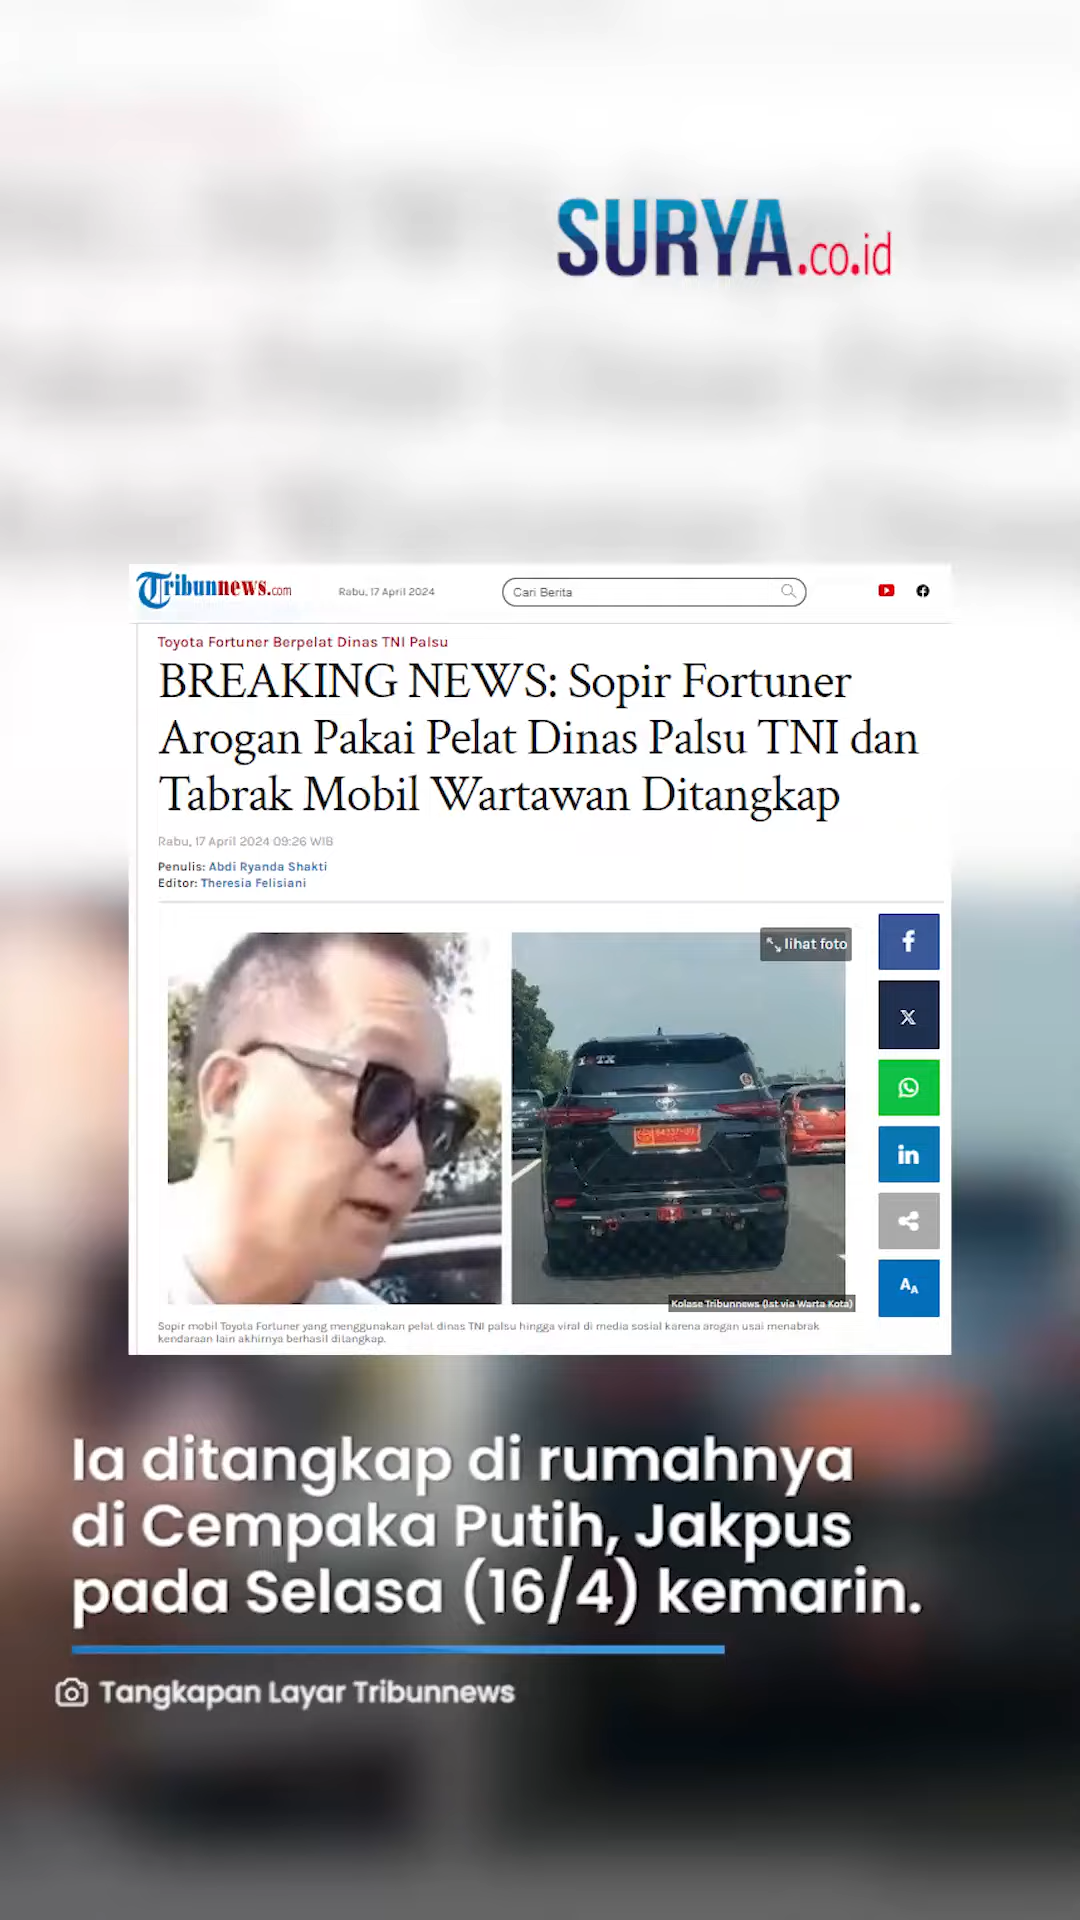 SURYA.co.id
Tribunnews.com
Rabu, 17 April 2024
Cari Berita
Toyota Fortuner Berpelat Dinas TNI Palsu
BREAKING NEWS: Sopir Fortuner
Arogan Pakai Pelat Dinas Palsu TNI dan
Tabrak Mobil Wartawan Ditangkap
Rabu, 17 April 2024 09:26 WIB
Penulis: Abdi Ryanda Shakti
Editor: Theresia Felisiani
lihat foto
Kolase Tribunnews (Ist via Warta Kota)
Sopir mobil Toyota Fortuner yang menggunakan pelat dinas TNI palsu hingga viral di media sosial karena arogan usai menabrak
kendaraan lain akhirnya berhasil ditangkap.
Ia ditangkap di rumahnya
di Cempaka Putih, Jakpus
pada Selasa (16/4) kemarin.
Tangkapan Layar Tribunnews